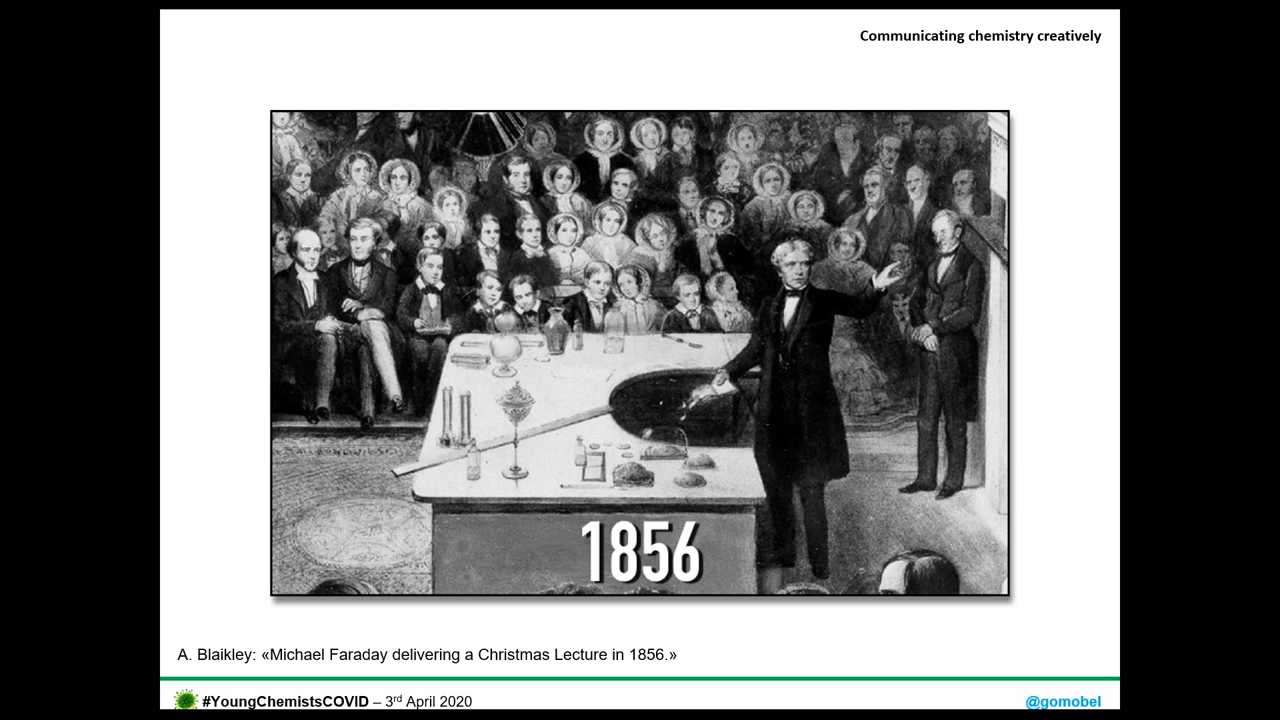 Communicating chemistry creatively
1856
A. Blaikley: «Michael Faraday delivering a Christmas Lecture in 1856.»
#YoungChemistsCOVID – 3rd April 2020
@gomobel